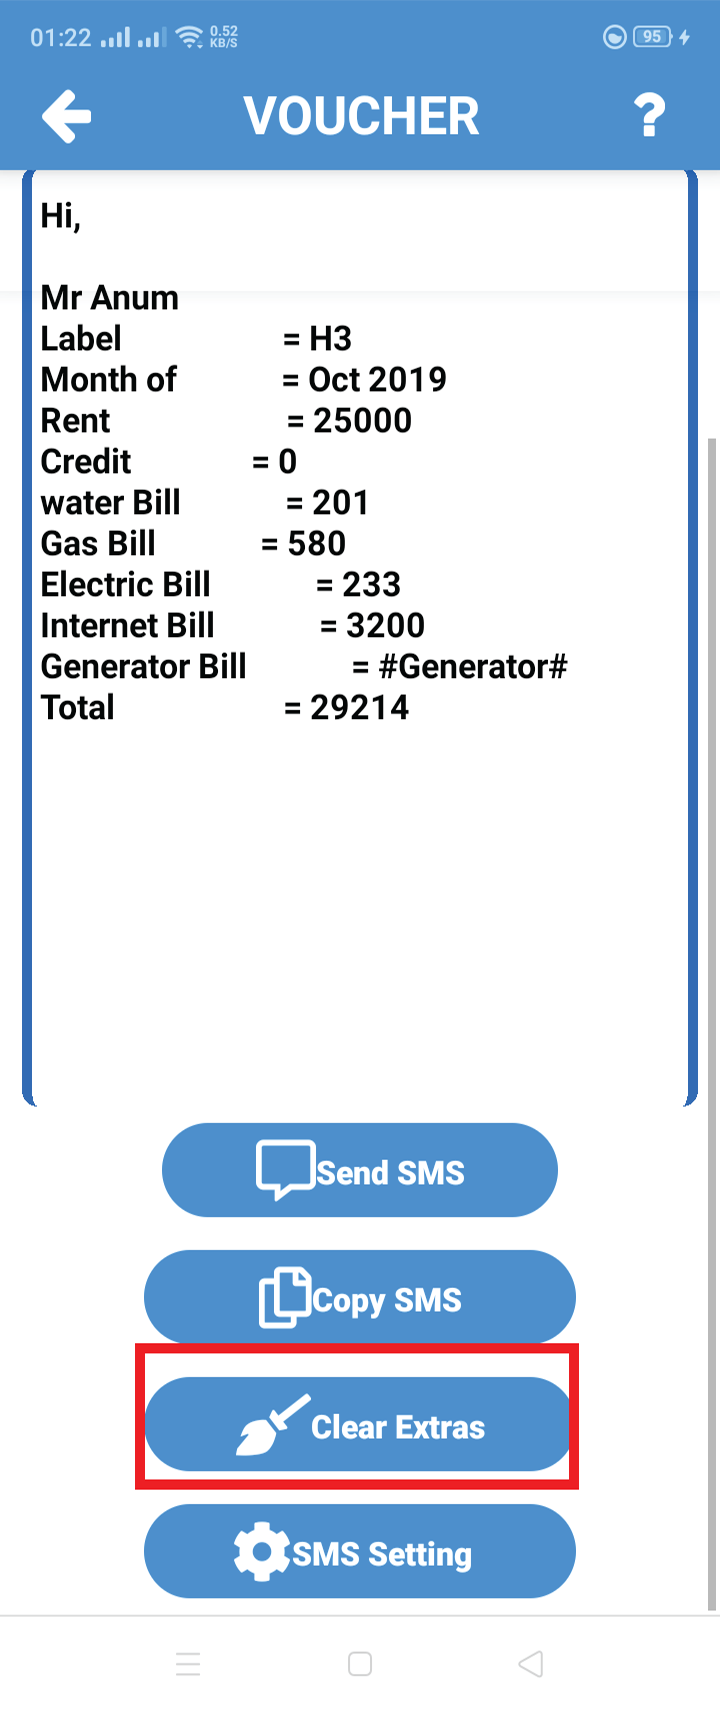 01:22 0.52 KB/S 95
VOUCHER ?
Hi,
Mr Anum
Label = H3
Month of = Oct 2019
Rent = 25000
Credit = 0
water Bill = 201
Gas Bill = 580
Electric Bill = 233
Internet Bill = 3200
Generator Bill = #Generator#
Total = 29214
Send SMS
Copy SMS
Clear Extras
SMS Setting